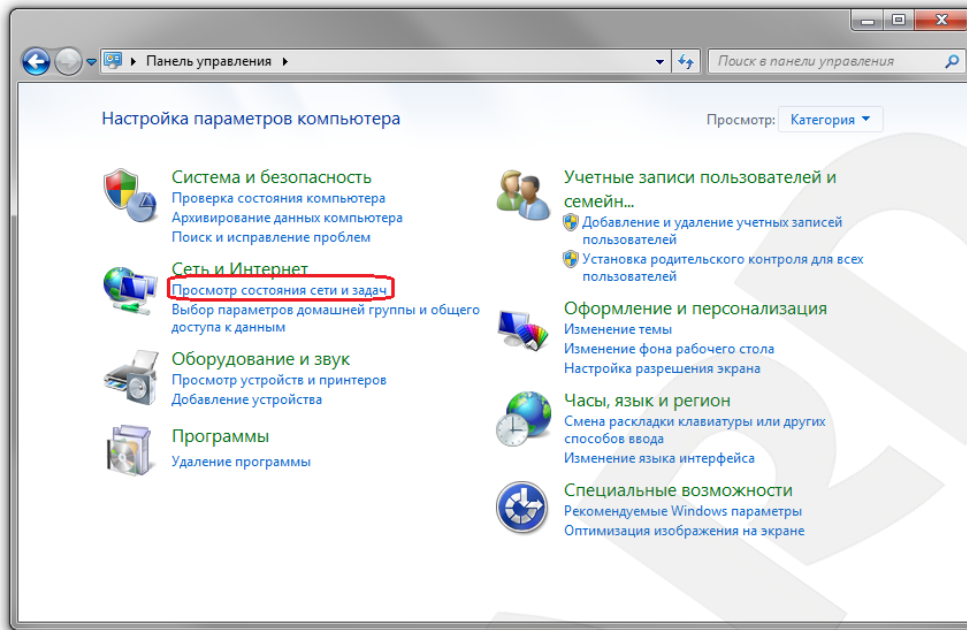 Панель управления
Поиск в панели управления
Настройка параметров компьютера
Просмотр: Категория
Система и безопасность
Проверка состояния компьютера
Архивирование данных компьютера
Поиск и исправление проблем
Сеть и Интернет
Просмотр состояния сети и задач
Выбор параметров домашней группы и общего
доступа к данным
Оборудование и звук
Просмотр устройств и принтеров
Добавление устройства
Программы
Удаление программы
Учетные записи пользователей и
семейн...
Добавление и удаление учетных записей
пользователей
Установка родительского контроля для всех
пользователей
Оформление и персонализация
Изменение темы
Изменение фона рабочего стола
Настройка разрешения экрана
Часы, язык и регион
Смена раскладки клавиатуры или других
способов ввода
Изменение языка интерфейса
Специальные возможности
Рекомендуемые Windows параметры
Оптимизация изображения на экране